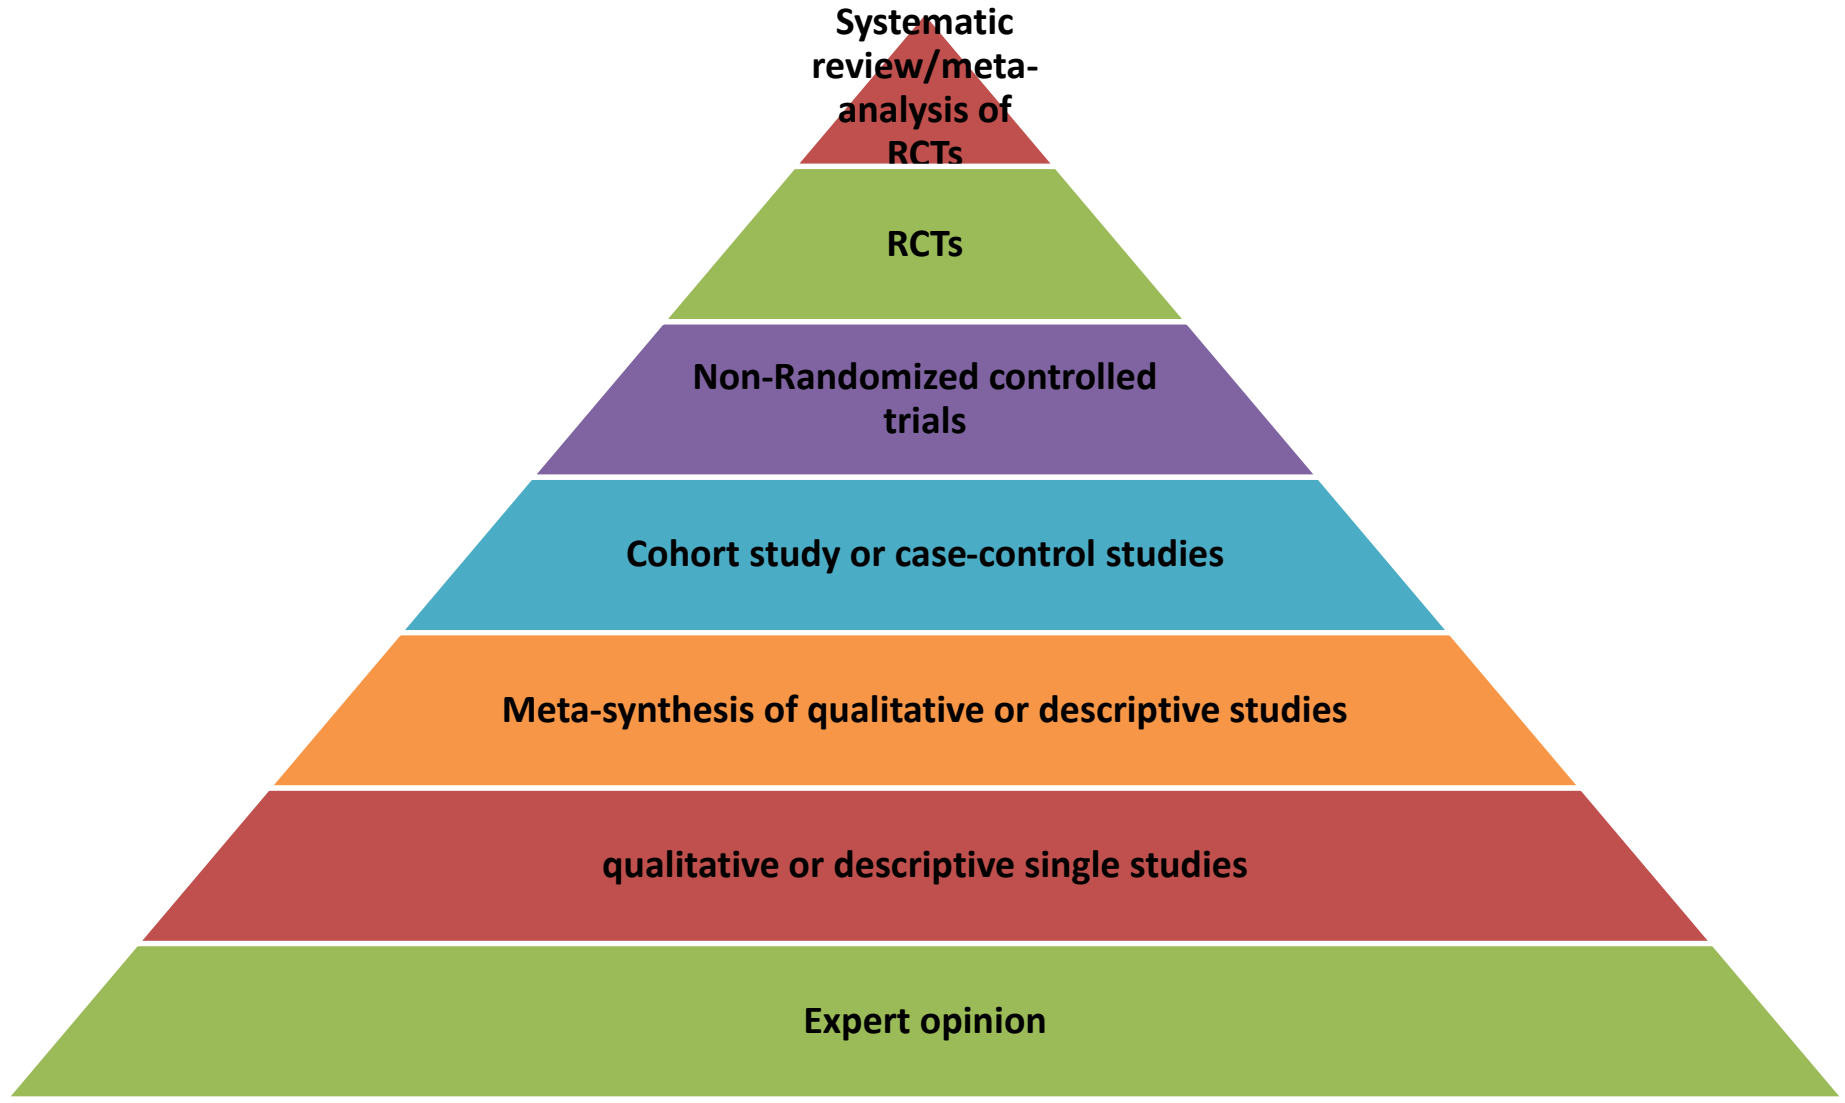 Systematic
review/meta-
analysis of
RCTs
RCTs
Non-Randomized controlled
trials
Cohort study or case-control studies
Meta-synthesis of qualitative or descriptive studies
qualitative or descriptive single studies
Expert opinion